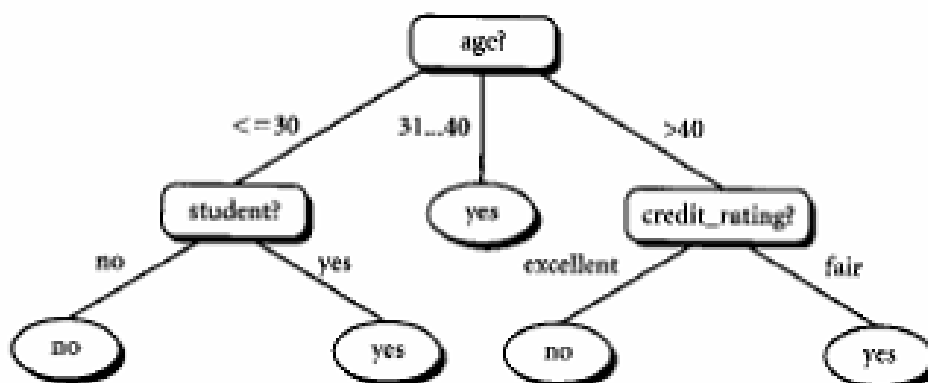 age?
<=30 31...40 >40
student? yes credit_rating?
no yes excellent fair
no yes no yes